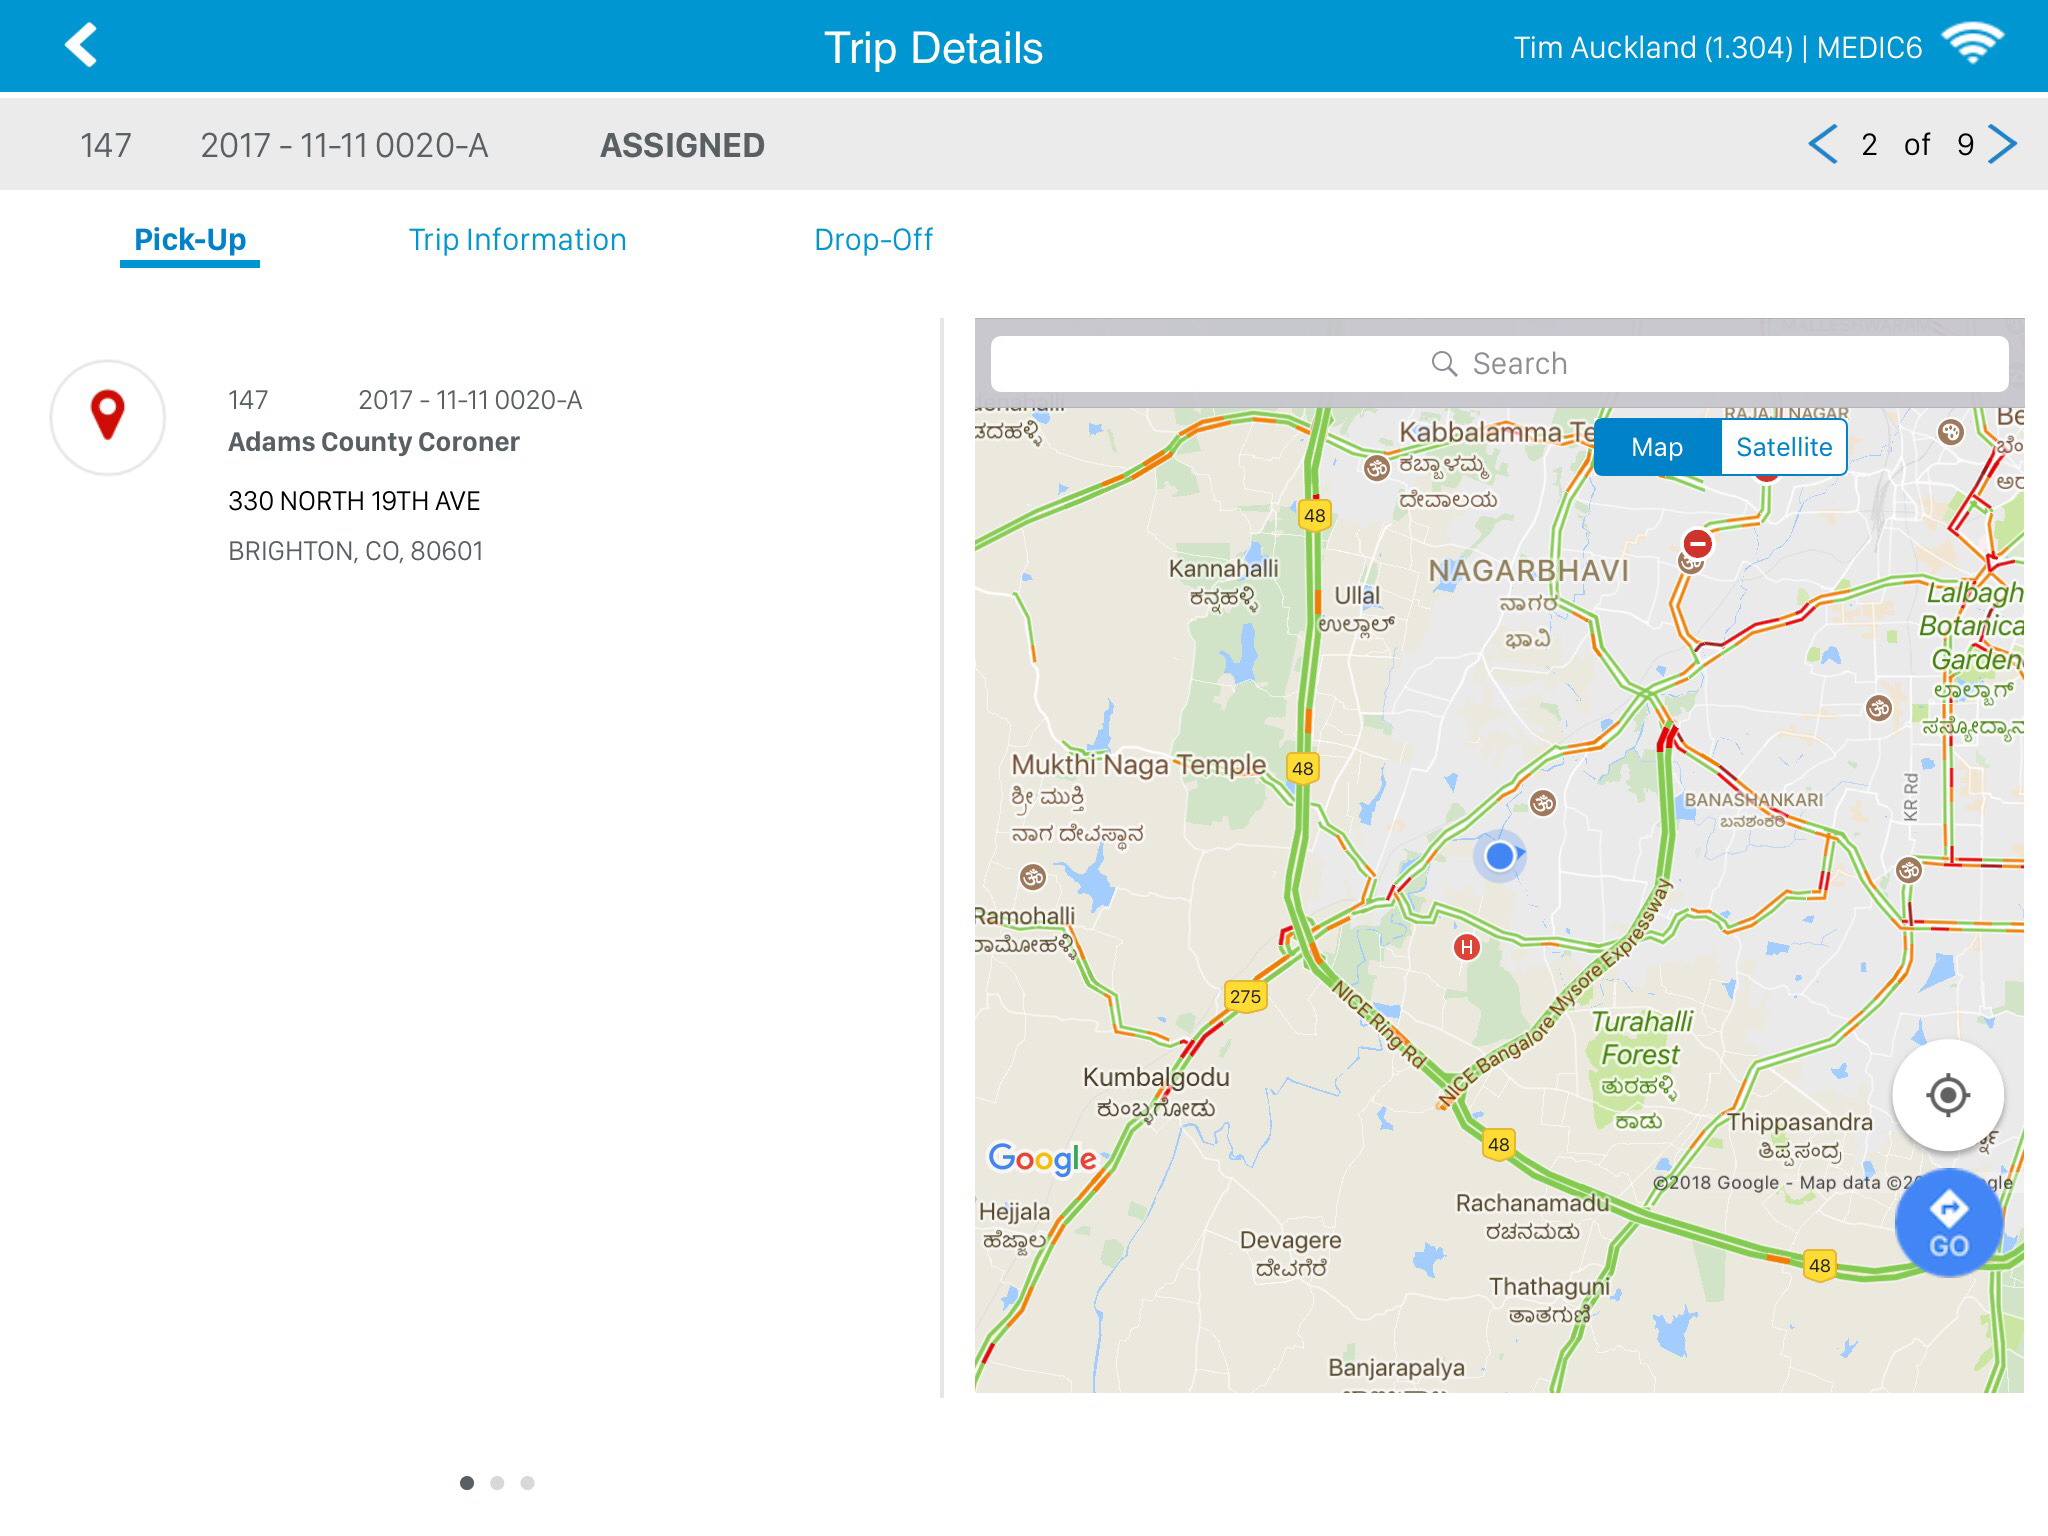 Trip Details
Tim Auckland (1.304) | MEDIC6
147 2017 - 11-11 0020-A ASSIGNED
2 of 9
Pick-Up Trip Information Drop-Off
147 2017 - 11-11 0020-A
Adams County Coroner
330 NORTH 19TH AVE
BRIGHTON, CO, 80601
Search
Map Satellite
RAJAJI NAGAR
Kabbalamma Te
ಕಬ್ಬಾಳಮ್ಮ
ದೇವಾಲಯ
48
Kannahalli
ಕನ್ನಹಳ್ಳಿ
Ullal
ಉಲ್ಲಾಳ್
NAGARBHAVI
ನಾಗರ
ಭಾವಿ
Lalbagh
Botanica
Garden
ಲಾಲ್ಬಾಗ್
ಸಸ್ಯೋದ್ಯಾನ
Mukthi Naga Temple
ಶ್ರೀ ಮುಕ್ತಿ
ನಾಗ ದೇವಸ್ಥಾನ
48
BANASHANKARI
ಬನಶಂಕರಿ
KR Rd
Ramohalli
ರಾಮೋಹಳ್ಳಿ
H
275
NICE Ring Rd
NICE Bangalore Mysore Expressway
Turahalli
Forest
ತುರಹಳ್ಳಿ
ಕಾಡು
Kumbalgodu
ಕುಂಬ್ಳಗೋಡು
Thippasandra
ತಿಪ್ಪಸಂದ್ರ
48
Google
©2018 Google - Map data ©20
GO
Hejjala
ಹೆಜ್ಜಾಲ
Rachanamadu
ರಚನಮಡು
Devagere
ದೇವಗೆರೆ
48
Thathaguni
ತಾತಗುಣಿ
Banjarapalya